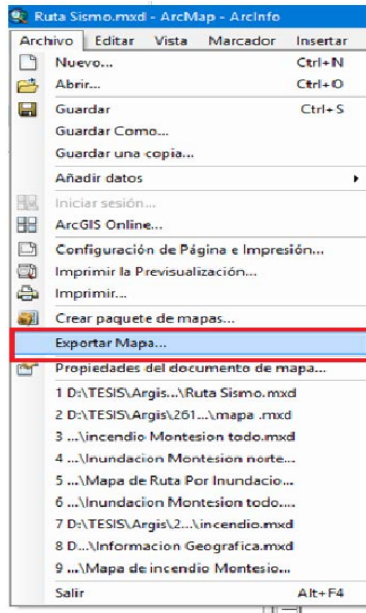 Ruta Sismo.mxd - ArcMap - ArcInfo
Archivo Editar Vista Marcador Insertar
Nuevo... Ctrl+N
Abrir... Ctrl+O
Guardar Ctrl+S
Guardar Como...
Guardar una copia...
Añadir datos
Iniciar sesión...
ArcGIS Online...
Configuración de Página e Impresión...
Imprimir la Previsualización...
Imprimir...
Crear paquete de mapas...
Exportar Mapa...
Propiedades del documento de mapa...
1 D:\TESIS\Argis...\Ruta Sismo.mxd
2 D:\TESIS\Argis\261...\mapa .mxd
3 ...\incendio Montesion todo.mxd
4 ...\Inundacion Montesion norte....
5 ...\Mapa de Ruta Por Inundacio...
6 ...\Inundacion Montesion todo....
7 D:\TESIS\Argis\2...\incendio.mxd
8 D...\Informacion Geografica.mxd
9 ...\Mapa de incendio Montesio...
Salir Alt+F4